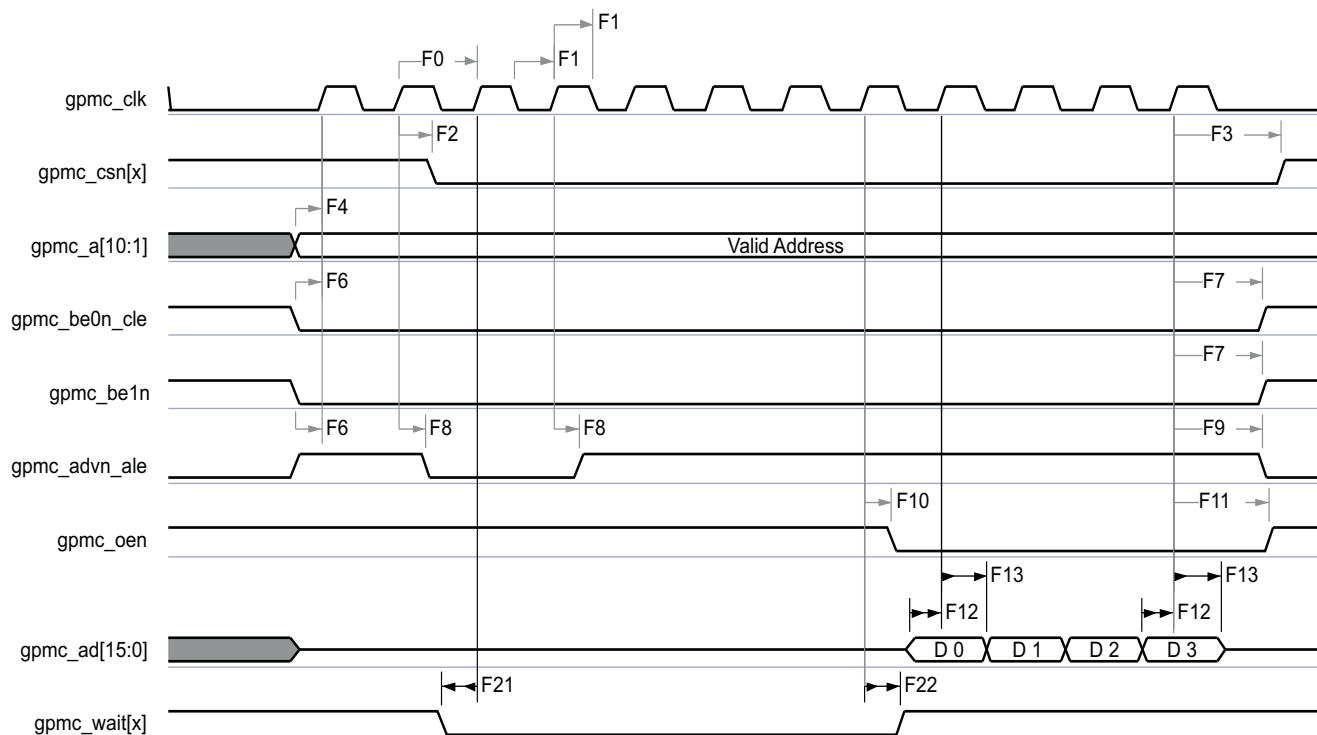 F1
F0 F1
gpmc_clk
F2 F3
gpmc_csn[x]
F4
gpmc_a[10:1] Valid Address
F6 F7
gpmc_be0n_cle
F7
gpmc_be1n
F6 F8 F8 F9
gpmc_advn_ale
F10 F11
gpmc_oen
F13 F13
F12 F12
gpmc_ad[15:0] D 0 D 1 D 2 D 3
F21 F22
gpmc_wait[x]